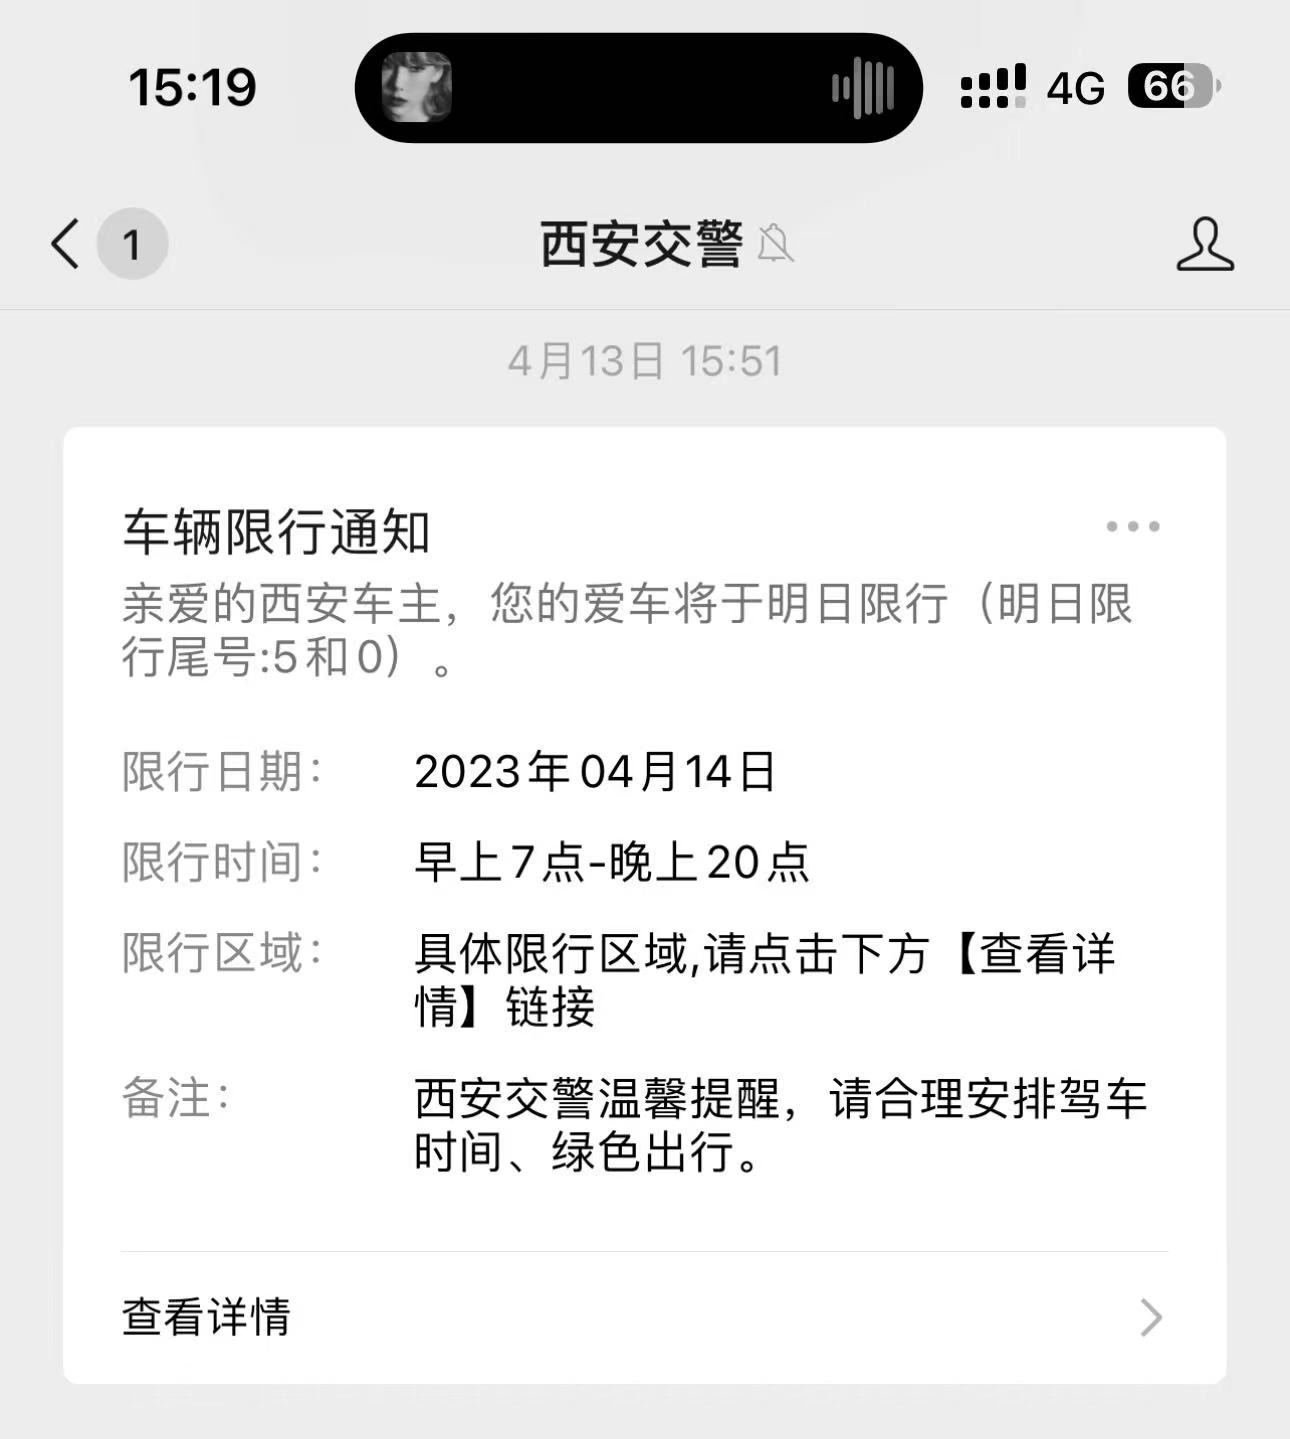 15:19
4G
66
1
西安交警
4月13日 15:51
车辆限行通知
亲爱的西安车主，您的爱车将于明日限行（明日限
行尾号:5和0）。
限行日期：
2023年04月14日
限行时间：
早上7点-晚上20点
限行区域：
具体限行区域,请点击下方【查看详
情】链接
备注：
西安交警温馨提醒，请合理安排驾车
时间、绿色出行。
查看详情